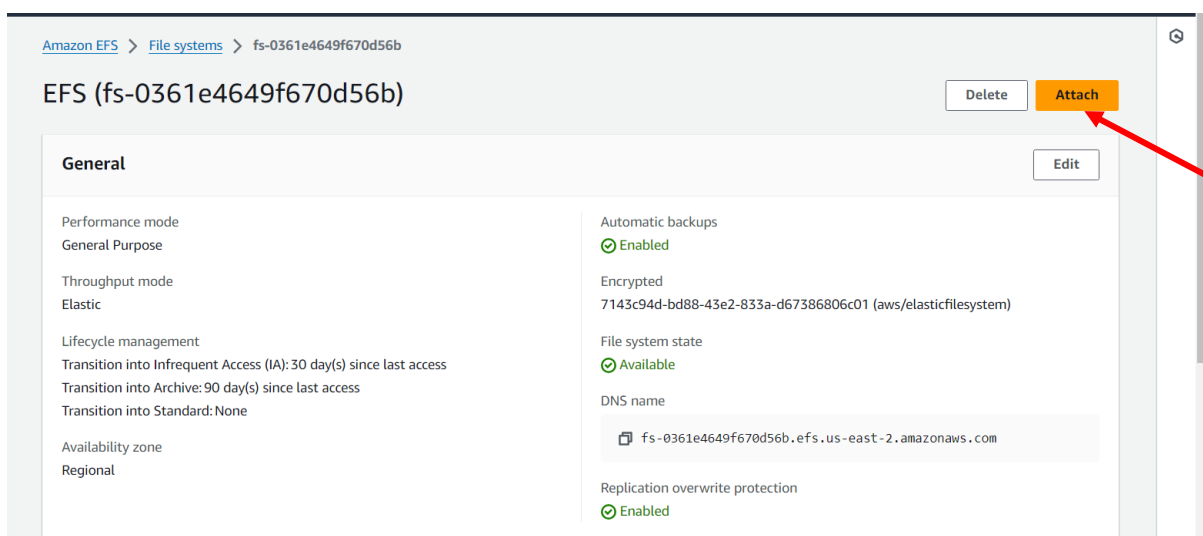 Amazon EFS > File systems > fs-0361e4649f670d56b
EFS (fs-0361e4649f670d56b)
Delete
Attach
General
Edit
Performance mode
General Purpose
Throughput mode
Elastic
Lifecycle management
Transition into Infrequent Access (IA): 30 day(s) since last access
Transition into Archive: 90 day(s) since last access
Transition into Standard: None
Availability zone
Regional
Automatic backups
Enabled
Encrypted
7143c94d-bd88-43e2-833a-d67386806c01 (aws/elasticfilesystem)
File system state
Available
DNS name
fs-0361e4649f670d56b.efs.us-east-2.amazonaws.com
Replication overwrite protection
Enabled